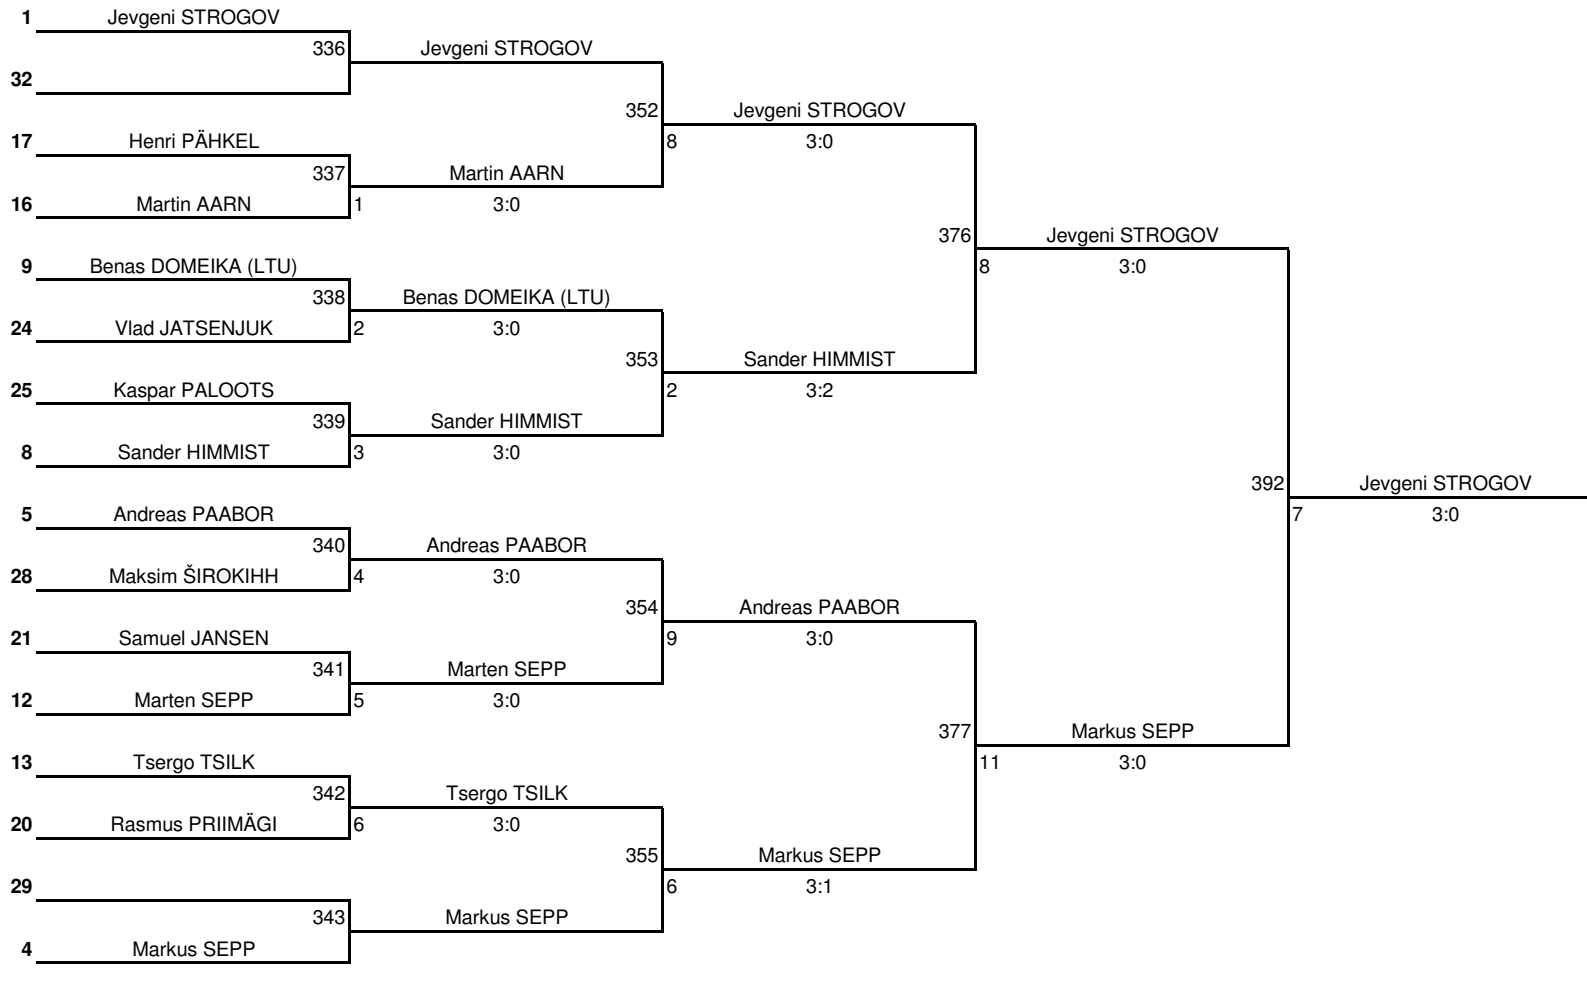 1 Jevgeni STROGOV
336 Jevgeni STROGOV
32
352 Jevgeni STROGOV
17 Henri PÄHKEL 8 3:0
337 Martin AARN
16 Martin AARN 1 3:0
376 Jevgeni STROGOV
9 Benas DOMEIKA (LTU) 8 3:0
338 Benas DOMEIKA (LTU)
24 Vlad JATSENJUK 2 3:0
353 Sander HIMMIST
25 Kaspar PALOOTS 2 3:2
339 Sander HIMMIST
8 Sander HIMMIST 3 3:0
392 Jevgeni STROGOV
5 Andreas PAABOR 7 3:0
340 Andreas PAABOR
28 Maksim ŠIROKIHH 4 3:0
354 Andreas PAABOR
21 Samuel JANSEN 9 3:0
341 Marten SEPP
12 Marten SEPP 5 3:0
377 Markus SEPP
13 Tsergo TSILK 11 3:0
342 Tsergo TSILK
20 Rasmus PRIIMÄGI 6 3:0
355 Markus SEPP
29 6 3:1
343 Markus SEPP
4 Markus SEPP